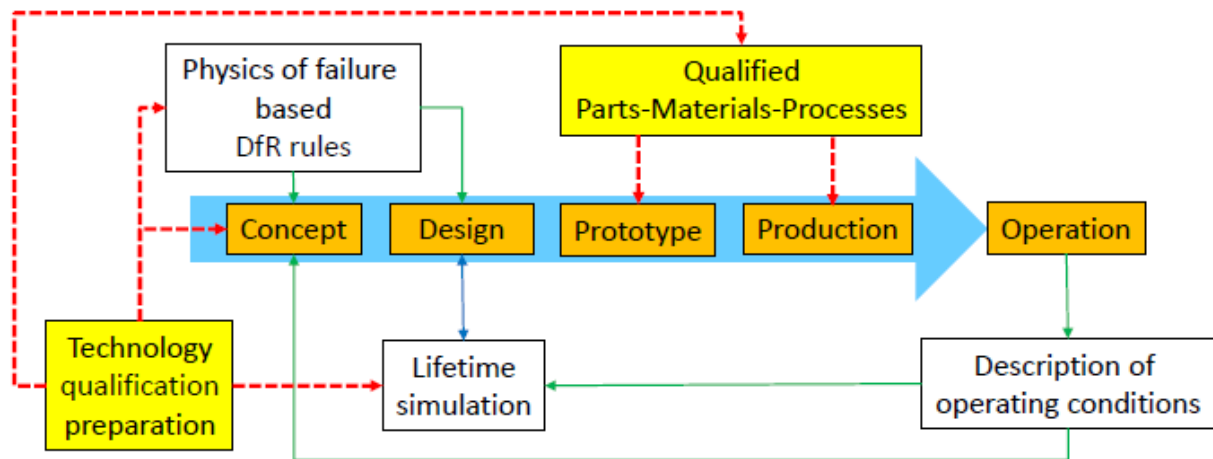 Physics of failure
based
DfR rules
Qualified
Parts-Materials-Processes
Concept
Design
Prototype
Production
Operation
Technology
qualification
preparation
Lifetime
simulation
Description of
operating conditions